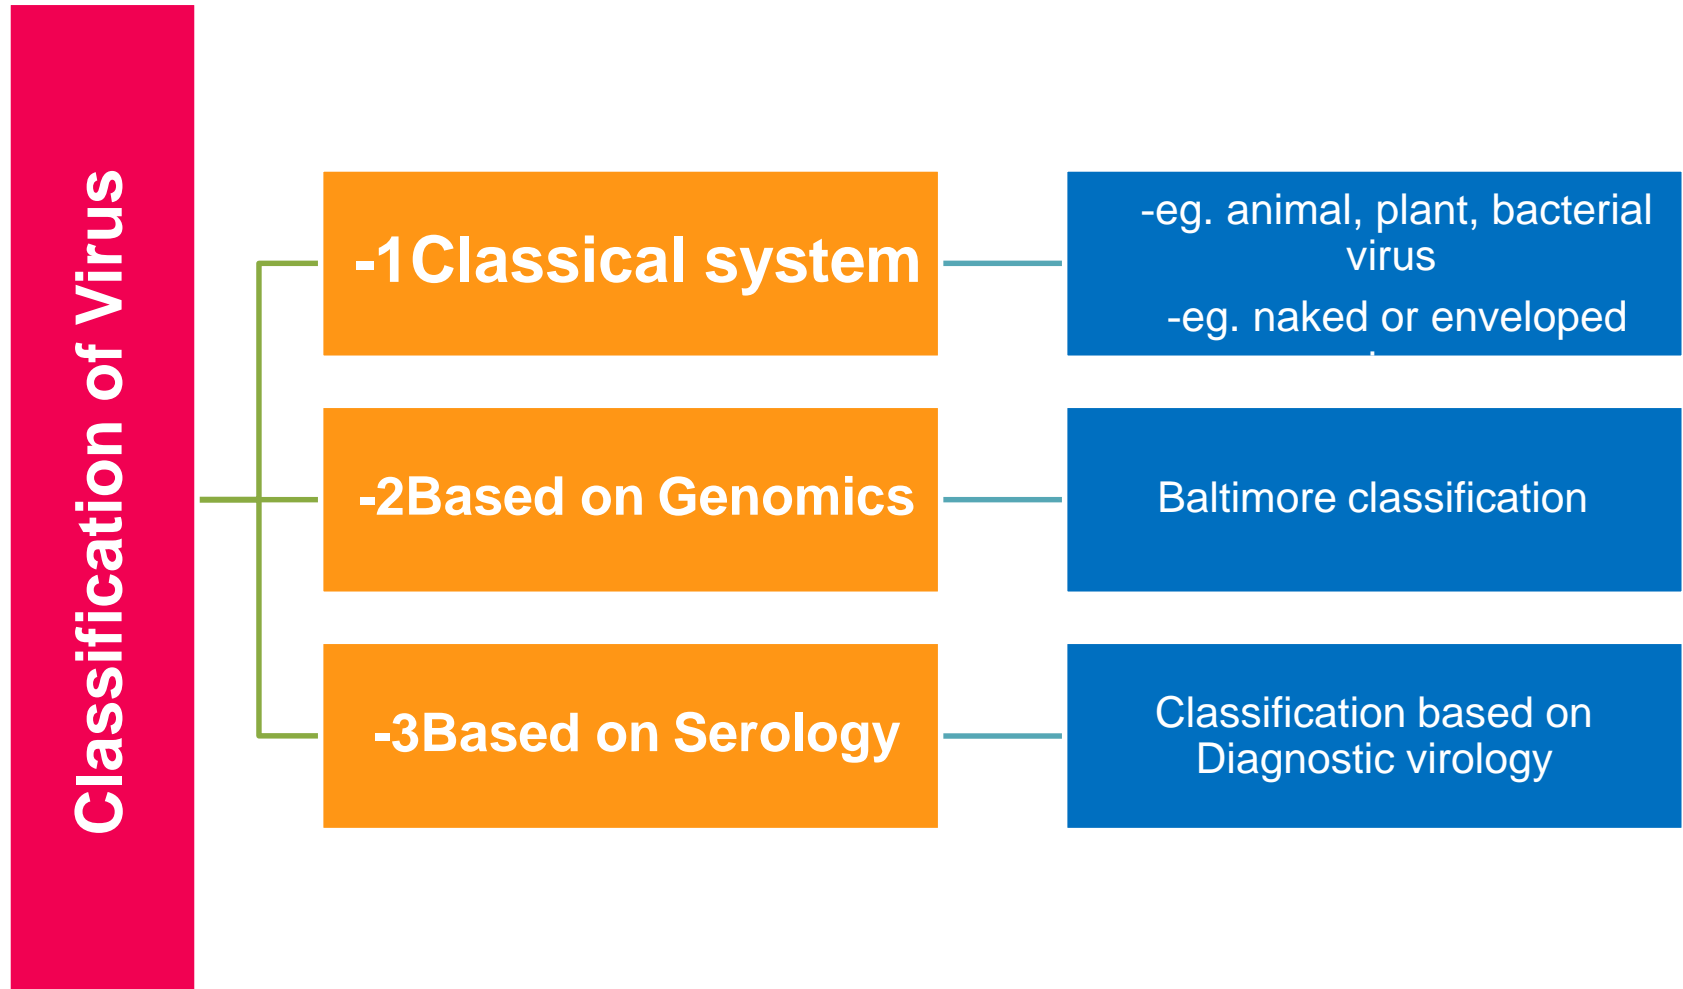 Classification of Virus
-1Classical system
-eg. animal, plant, bacterial
virus
-eg. naked or enveloped
-2Based on Genomics
Baltimore classification
-3Based on Serology
Classification based on
Diagnostic virology